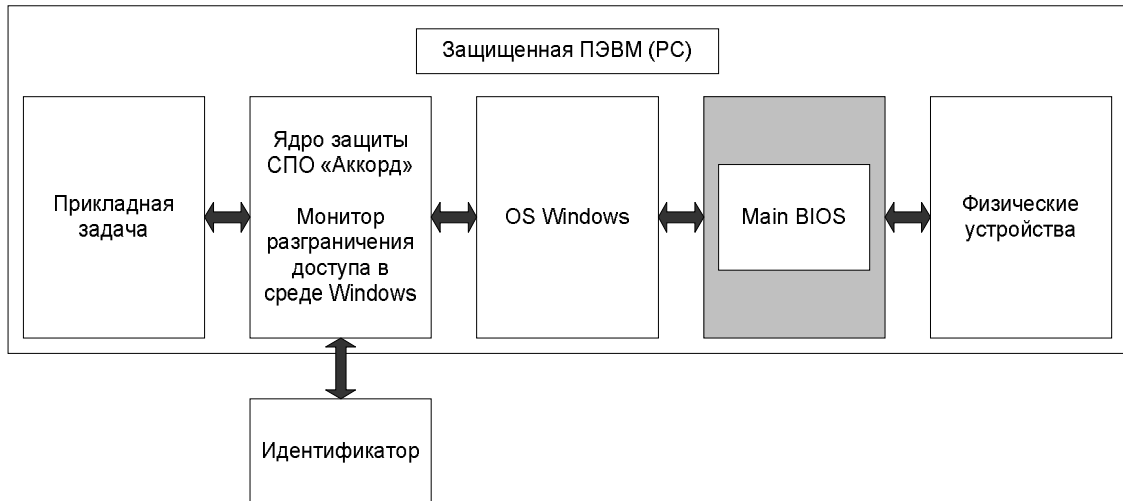 Защищенная ПЭВМ (PC)
Прикладная
задача
Ядро защиты
СПО «Аккорд»
Монитор
разграничения
доступа в
среде Windows
OS Windows
Main BIOS
Физические
устройства
Идентификатор